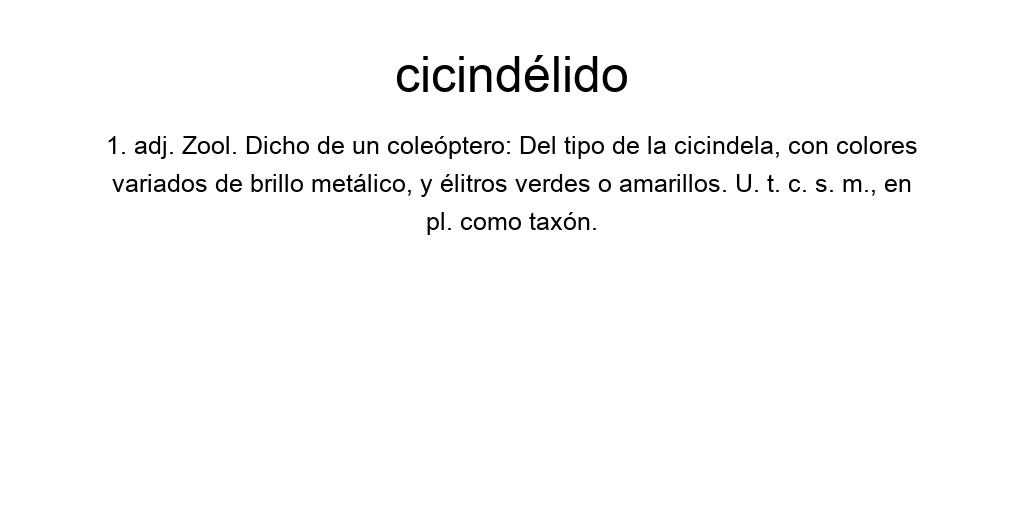 cicindélido
1. adj. Zool. Dicho de un coleóptero: Del tipo de la cicindela, con colores
variados de brillo metálico, y élitros verdes o amarillos. U. t. c. s. m., en
pl. como taxón.